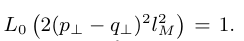 $L_0 \left( 2(p_\perp - q_\perp)^2 l_M^2 \right) = 1.$